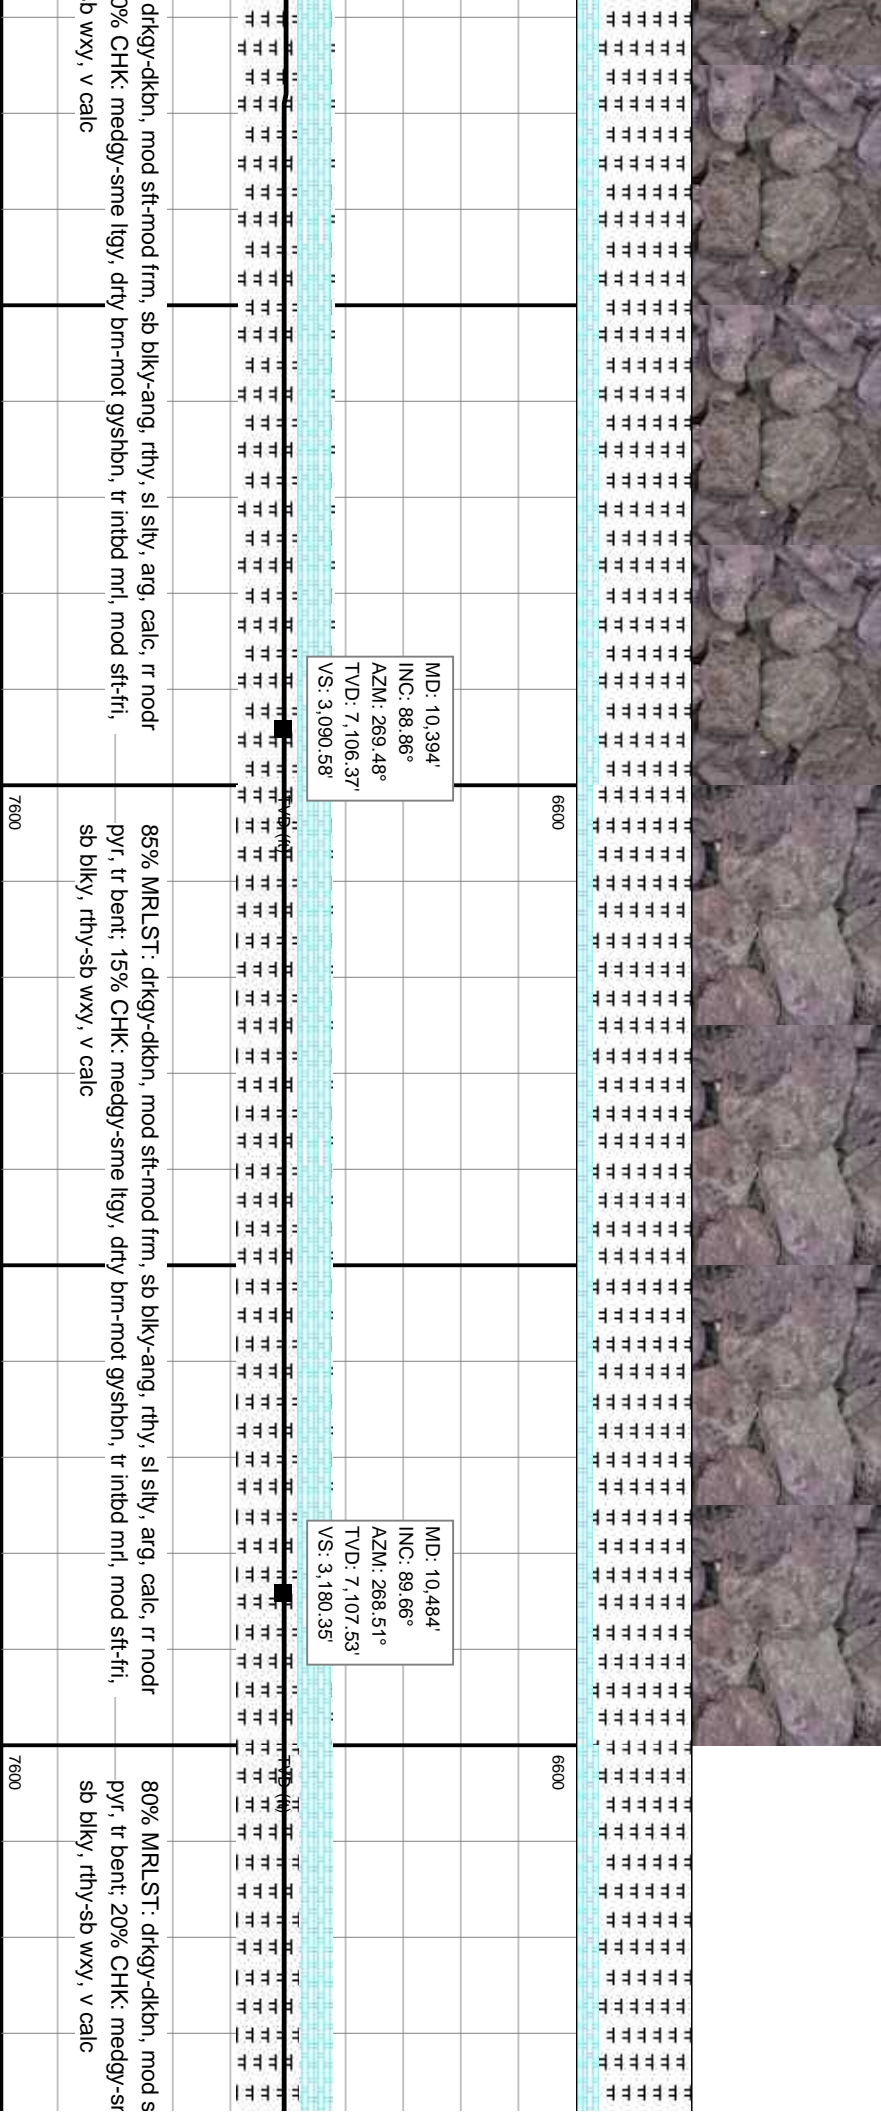 drkgy-dkbn, mod sft-mod frm, sb blky-ang, rthy, sl slty, arg, calc, rr nodr
0% CHK: medgy-sme ltgy, drty brn-mot gyshbn, tr intbd mrl, mod sft-fri,
b wxy, v calc
MD: 10,394'
INC: 88.86°
AZM: 269.48°
TVD: 7,106.37'
VS: 3,090.58'
6600
TVD (ft)
7600
85% MRLST: drkgy-dkbn, mod sft-mod frm, sb blky-ang, rthy, sl slty, arg, calc, rr nodr
pyr, tr bent; 15% CHK: medgy-sme ltgy, drty brn-mot gyshbn, tr intbd mrl, mod sft-fri,
sb blky, rthy-sb wxy, v calc
MD: 10,484'
INC: 89.66°
AZM: 268.51°
TVD: 7,107.53'
VS: 3,180.35'
6600
TVD (ft)
7600
80% MRLST: drkgy-dkbn, mod s
pyr, tr bent; 20% CHK: medgy-sr
sb blky, rthy-sb wxy, v calc